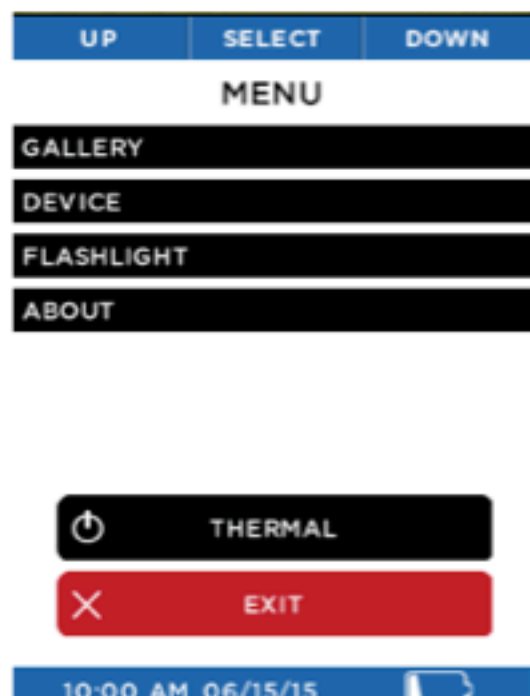 UP SELECT DOWN
MENU
GALLERY
DEVICE
FLASHLIGHT
ABOUT
THERMAL
EXIT
10:00 AM 06/15/15